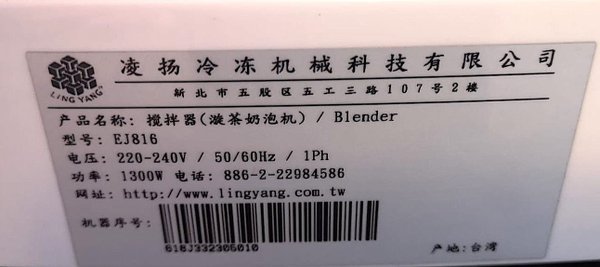 凌扬冷冻机械科技有限公司
LING YANG
新北市五股区五工三路107号2楼
产品名称: 搅拌器(漩茶奶泡机) / Blender
型号: EJ816
电压: 220-240V / 50/60Hz / 1Ph
功率: 1300W 电话: 886-2-22984586
网址: http://www.lingyang.com.tw
机器序号:
618J332306010
产地:台湾